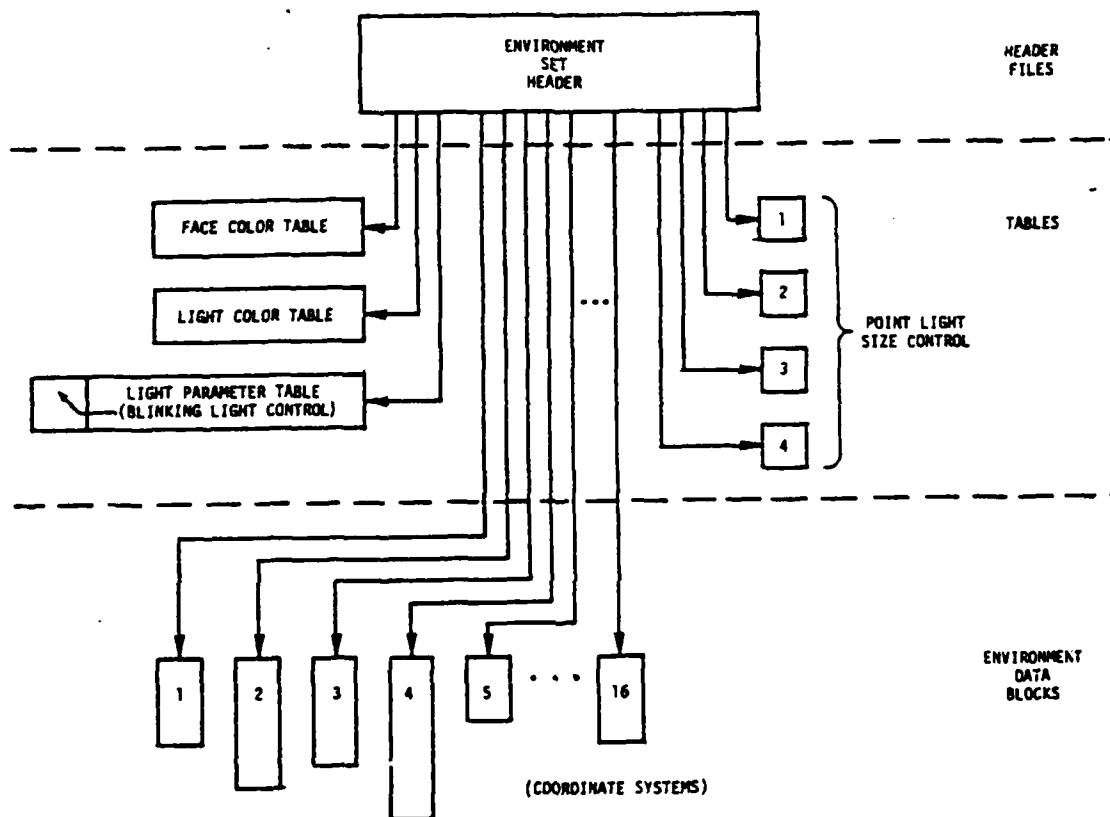 ENVIRONMENT
SET
HEADER
HEADER
FILES
FACE COLOR TABLE
1
TABLES
LIGHT COLOR TABLE
2
...
POINT LIGHT
SIZE CONTROL
LIGHT PARAMETER TABLE
(BLINKING LIGHT CONTROL)
3
4
1
2
3
4
5
...
16
ENVIRONMENT
DATA
BLOCKS
(COORDINATE SYSTEMS)